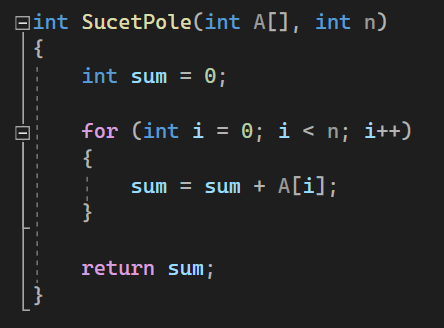 int SucetPole(int A[], int n)
{
    int sum = 0;

    for (int i = 0; i < n; i++)
    {
        sum = sum + A[i];
    }

    return sum;
}